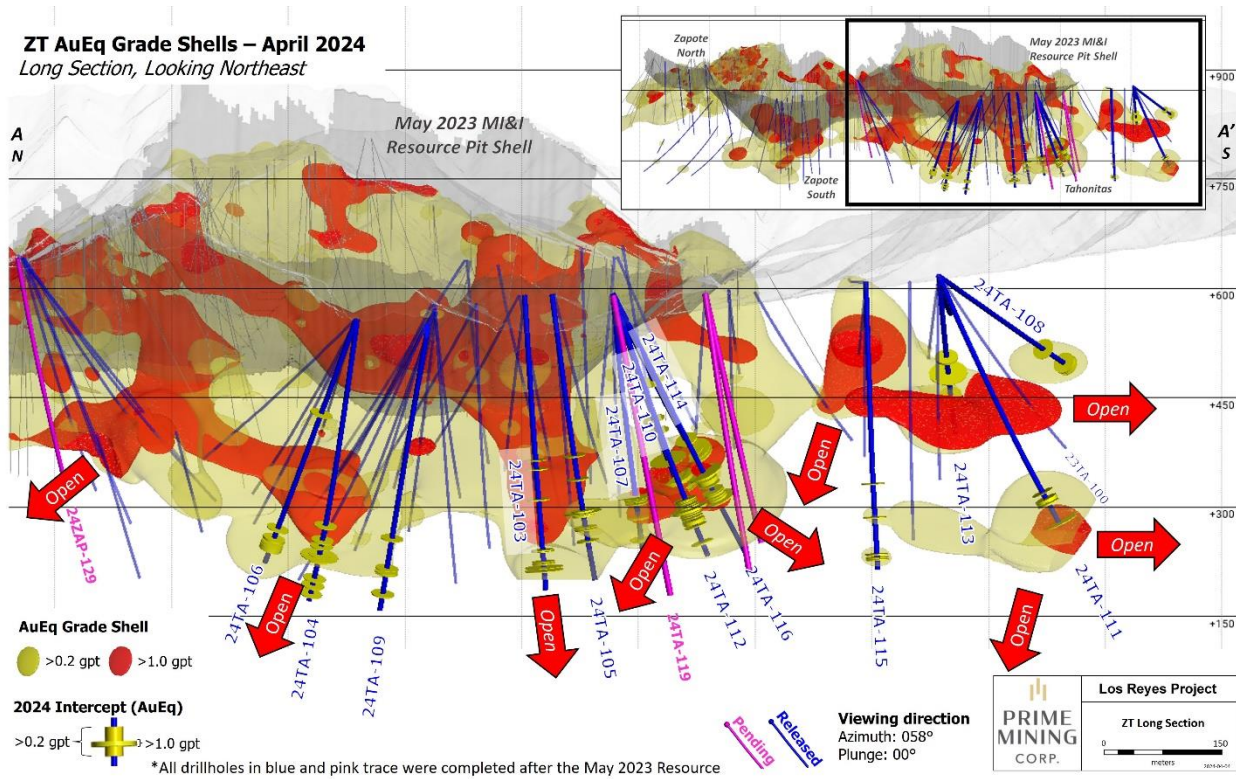 ZT AuEq Grade Shells – April 2024
Long Section, Looking Northeast
A
N
May 2023 MI&I
Resource Pit Shell
Zapote
North
May 2023 MI&I
Resource Pit Shell
Zapote
South
Tahonitas
A'
S
+900
+750
+600
+450
+300
+150
24TA-108
24TA-114
24TA-110
24TA-107
24TA-103
Open
Open
Open
Open
Open
Open
Open
Open
Open
24ZAP-129
24TA-106
24TA-104
24TA-109
24TA-105
24TA-119
24TA-112
24TA-116
24TA-115
24TA-113
23TA-100
24TA-111
AuEq Grade Shell
>0.2 gpt
>1.0 gpt
2024 Intercept (AuEq)
>0.2 gpt
>1.0 gpt
*All drillholes in blue and pink trace were completed after the May 2023 Resource
Pending
Released
Viewing direction
Azimuth: 058°
Plunge: 00°
PRIME
MINING
CORP.
Los Reyes Project
ZT Long Section
0
150
meters